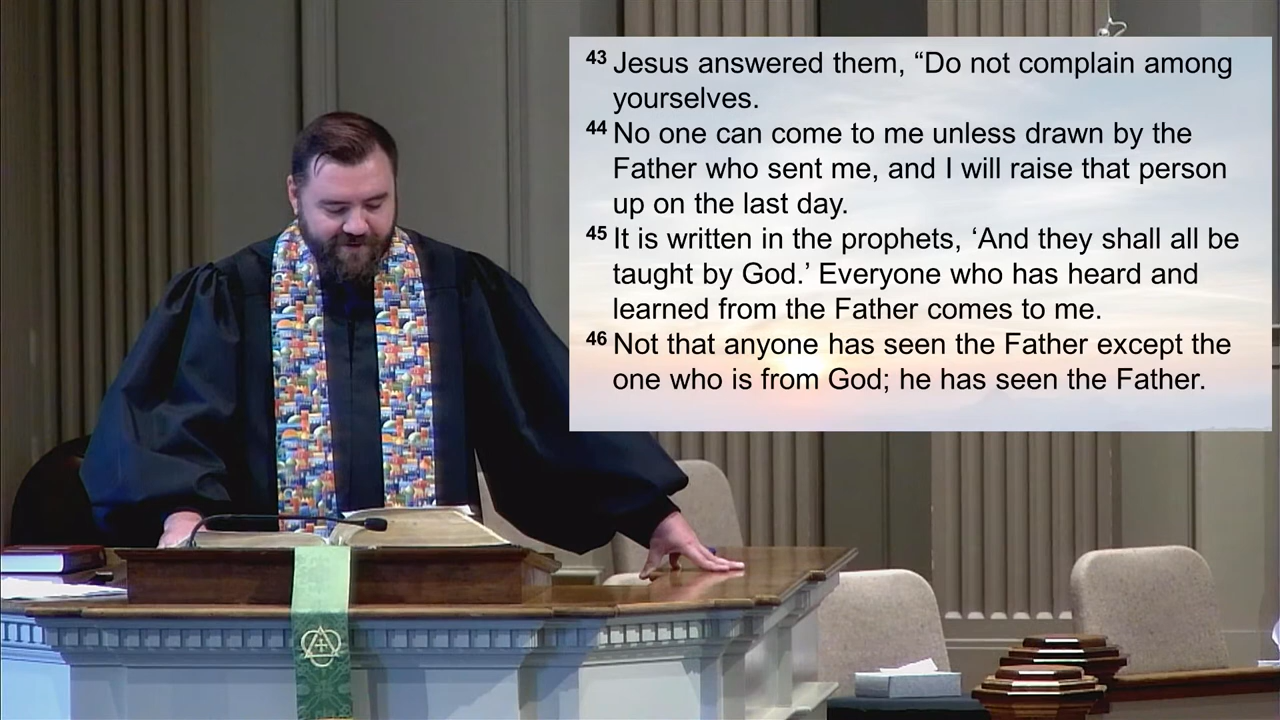 43 Jesus answered them, “Do not complain among
yourselves.
44 No one can come to me unless drawn by the
Father who sent me, and I will raise that person
up on the last day.
45 It is written in the prophets, ‘And they shall all be
taught by God.’ Everyone who has heard and
learned from the Father comes to me.
46 Not that anyone has seen the Father except the
one who is from God; he has seen the Father.